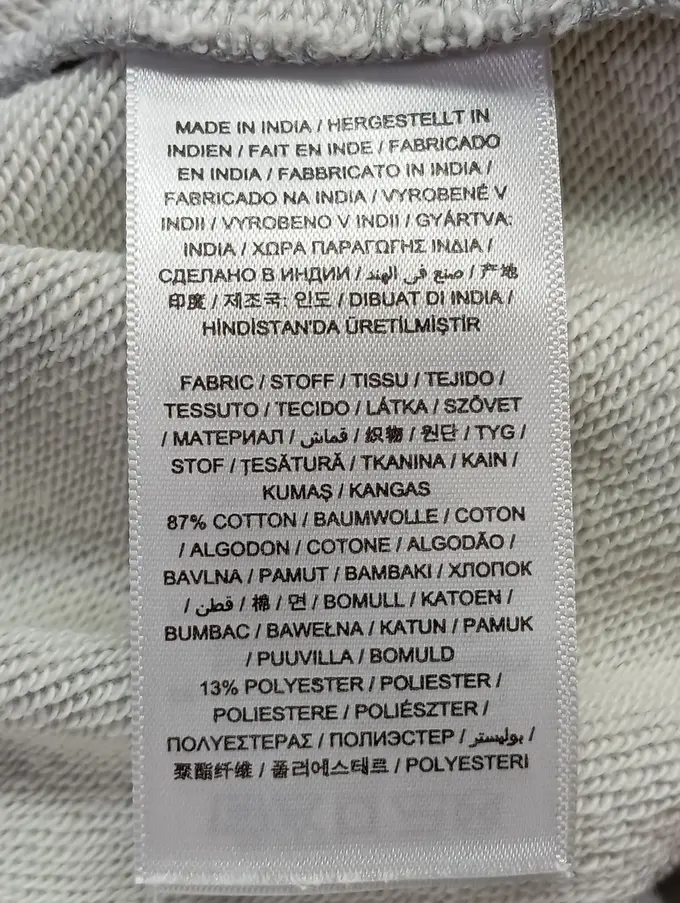 MADE IN INDIA / HERGESTELLT IN
INDIEN / FAIT EN INDE / FABRICADO
EN INDIA / FABBRICATO IN INDIA /
FABRICADO NA INDIA / VYROBENÉ V
INDII / VYROBENO V INDII / GYÁRTVA:
INDIA / ΧΩΡΑ ΠΑΡΑΓΩΓΗΣ ΙΝΔΙΑ /
СДЕЛАНО В ИНДИИ / صنع في الهند / 产地
印度 / 제조국: 인도 / DIBUAT DI INDIA /
HİNDİSTAN'DA ÜRETİLMİŞTİR
FABRIC / STOFF / TISSU / TEJIDO /
TESSUTO / TECIDO / LÁTKA / SZÖVET
/ МАТЕРИАЛ / قماش / 织物 / 원단 / TYG /
STOF / ŢESĂTURĂ / TKANINA / KAIN /
KUMAŞ / KANGAS
87% COTTON / BAUMWOLLE / COTON
/ ALGODON / COTONE / ALGODÃO /
BAVLNA / PAMUT / BAMBAKI / ХЛОПОК
/ قطن / 棉 / 면 / BOMULL / KATOEN /
BUMBAC / BAWEŁNA / KATUN / PAMUK
/ PUUVILLA / BOMULD
13% POLYESTER / POLIESTER /
POLIESTERE / POLIÉSZTER /
ΠΟΛΥΕΣΤΕΡΑΣ / ПОЛИЭСТЕР / بوليستر /
聚酯纤维 / 폴리에스테르 / POLYESTERI